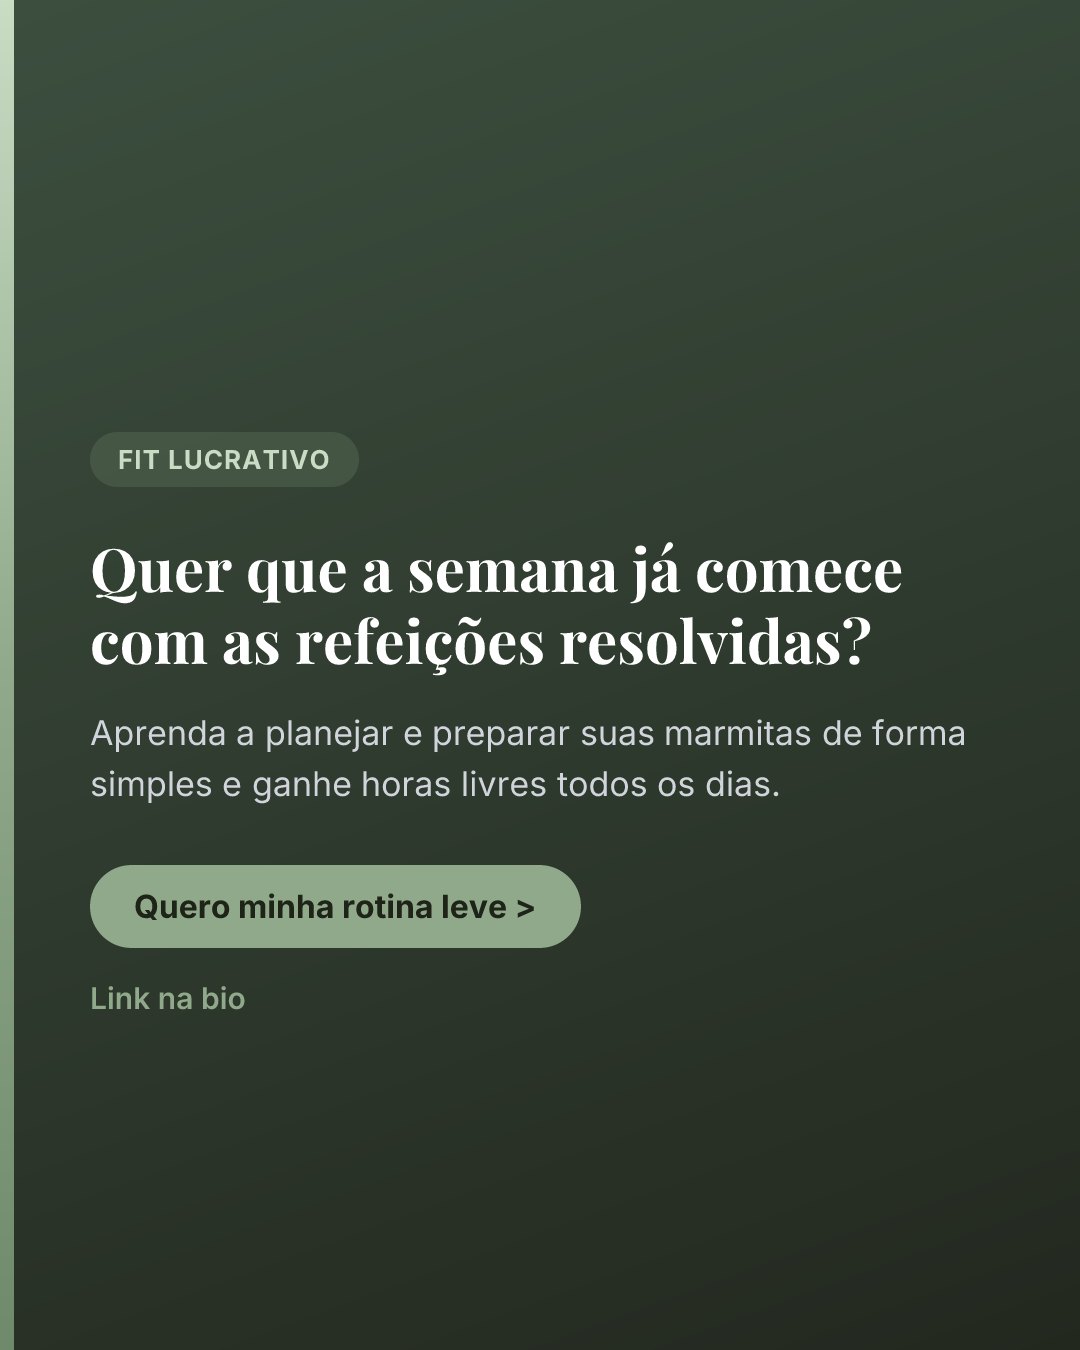 FIT LUCRATIVO
Quer que a semana já comece
com as refeições resolvidas?
Aprenda a planejar e preparar suas marmitas de forma
simples e ganhe horas livres todos os dias.
Quero minha rotina leve >
Link na bio